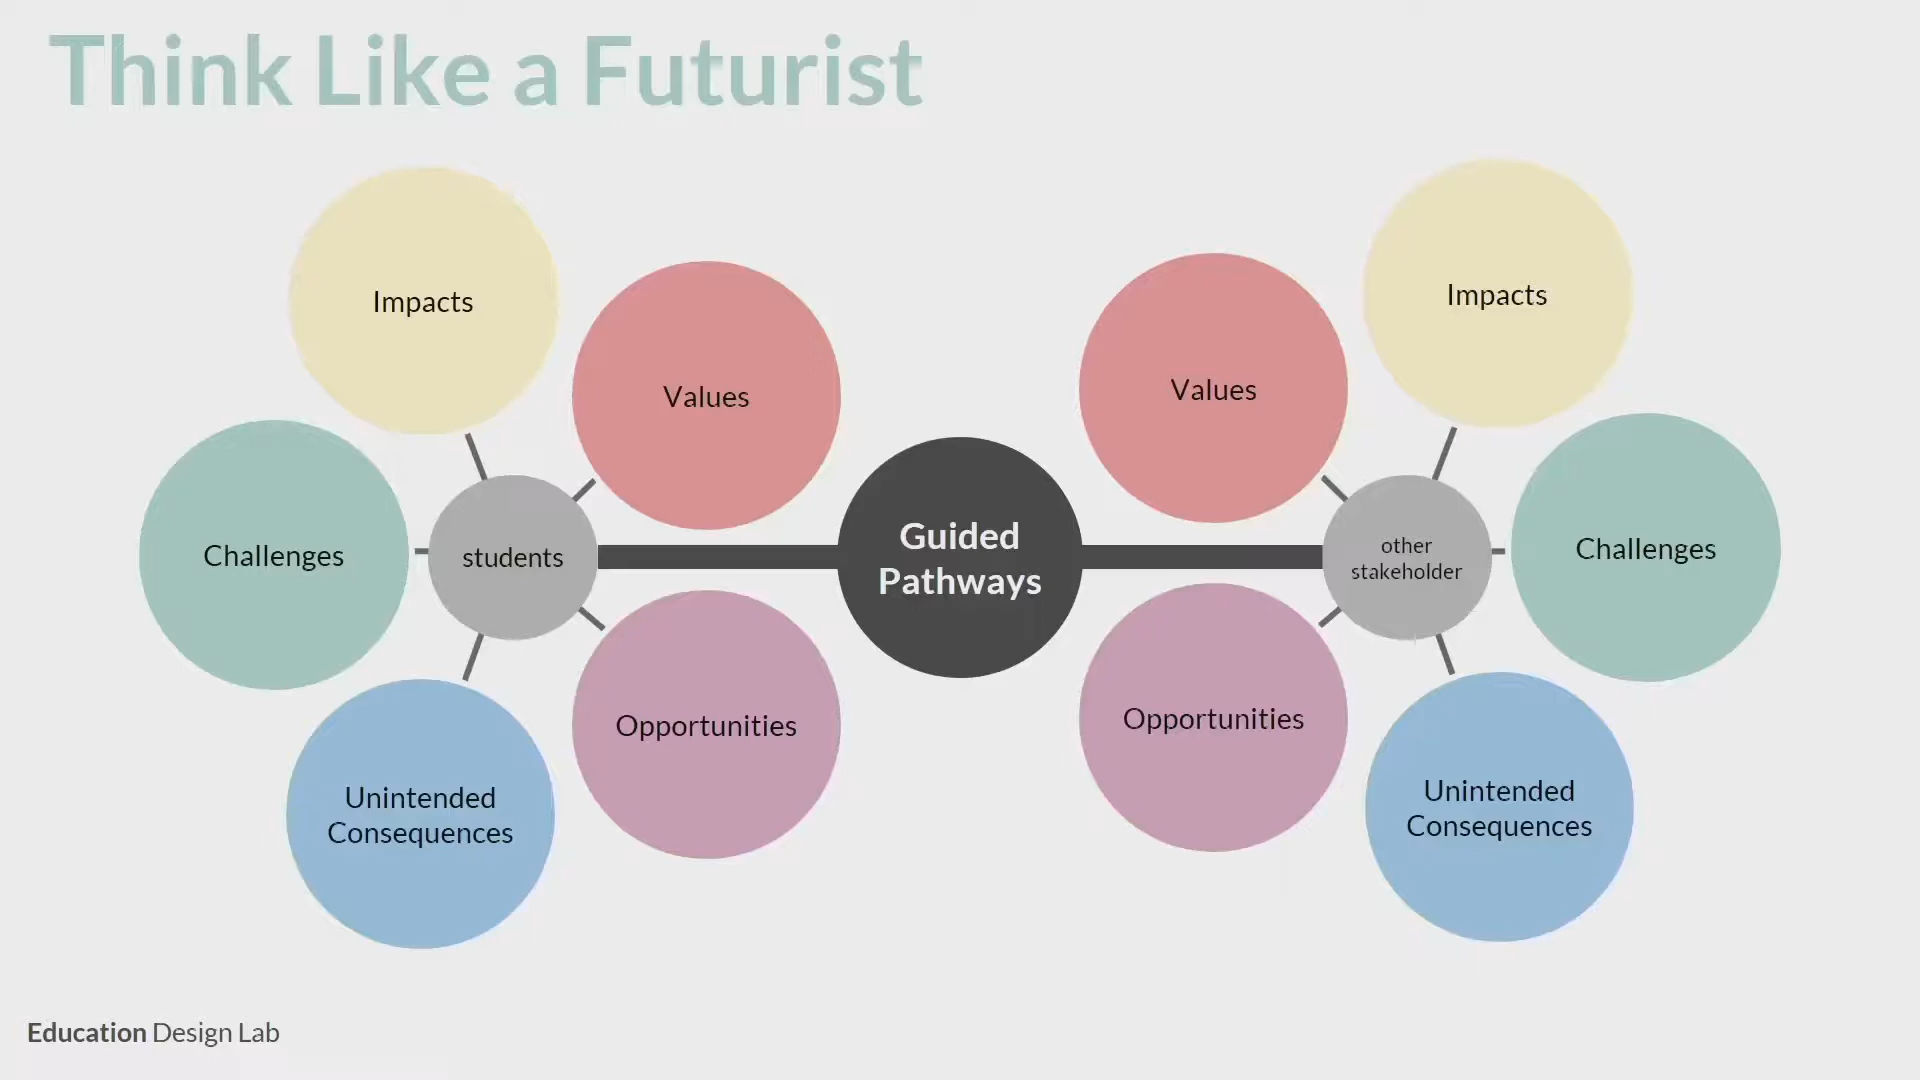 Think Like a Futurist
Impacts
Values
Challenges
students
Unintended
Consequences
Opportunities
Guided
Pathways
Values
Impacts
other
stakeholder
Challenges
Opportunities
Unintended
Consequences
Education Design Lab